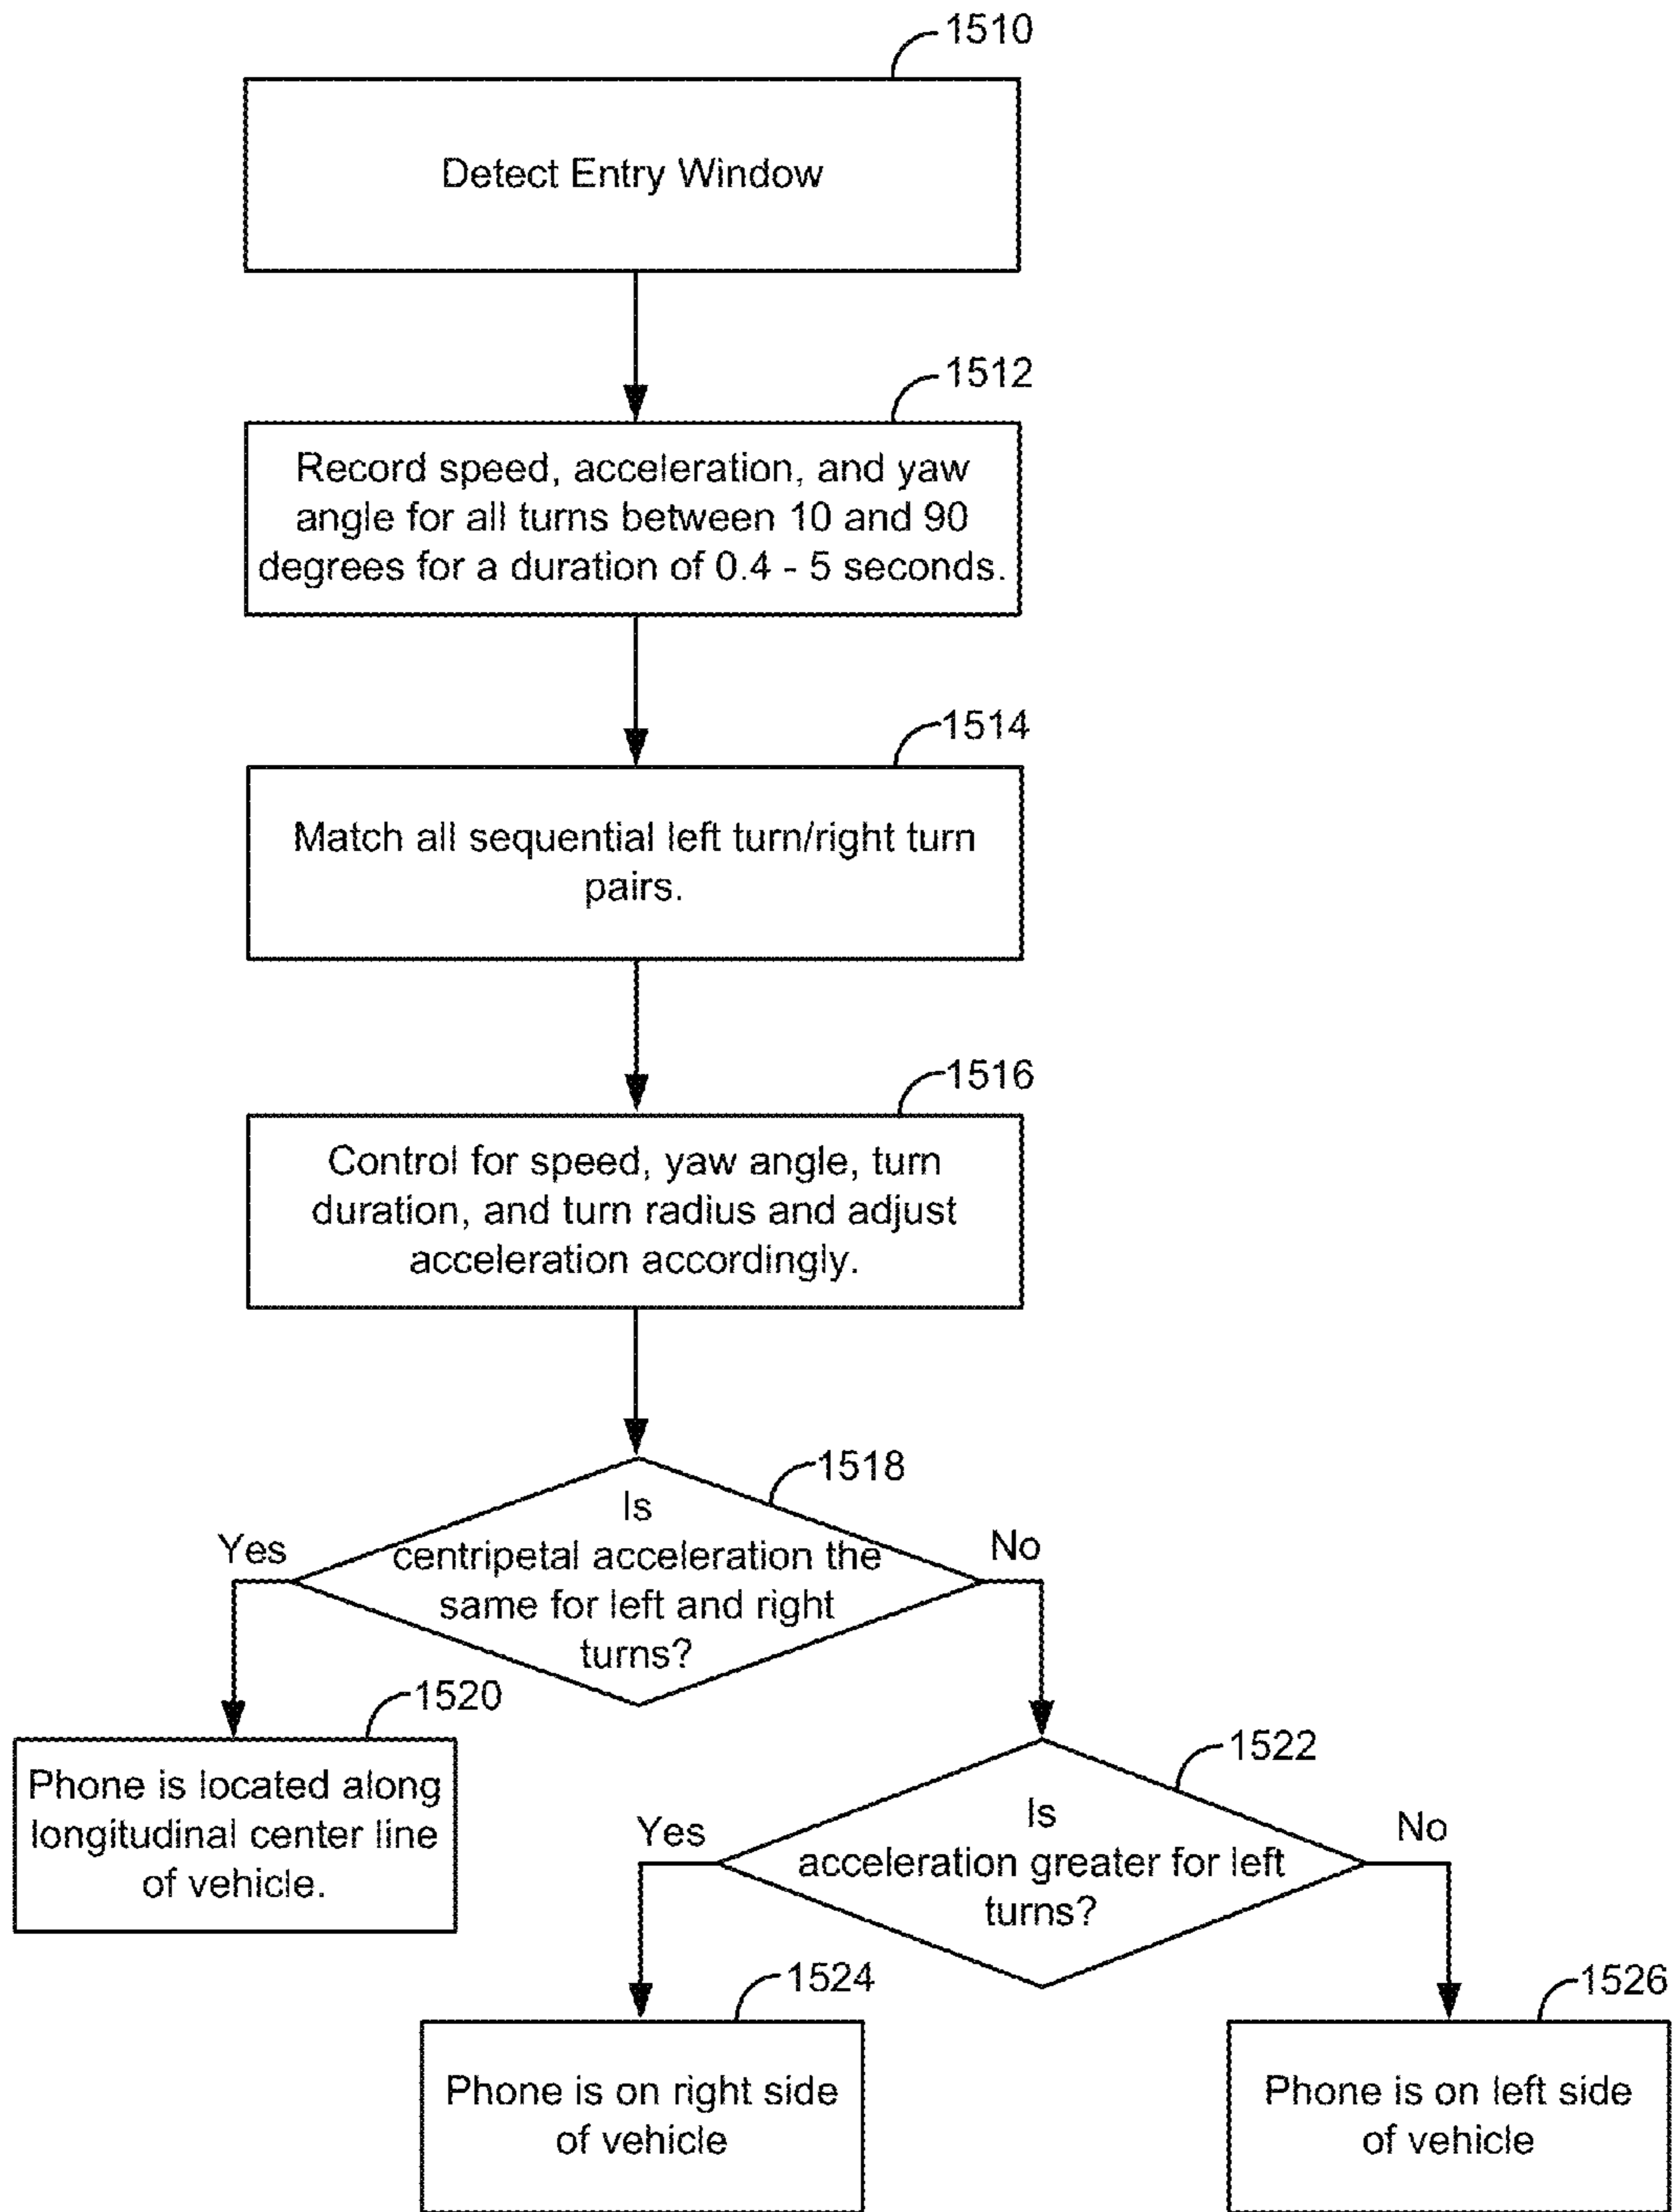 1510
Detect Entry Window
1512
Record speed, acceleration, and yaw
angle for all turns between 10 and 90
degrees for a duration of 0.4 - 5 seconds.
1514
Match all sequential left turn/right turn
pairs.
1516
Control for speed, yaw angle, turn
duration, and turn radius and adjust
acceleration accordingly.
1518
Is
centripetal acceleration the
same for left and right
turns?
Yes
No
1520
Phone is located along
longitudinal center line
of vehicle.
1522
Is
acceleration greater for left
turns?
Yes
No
1524
Phone is on right side
of vehicle
1526
Phone is on left side
of vehicle